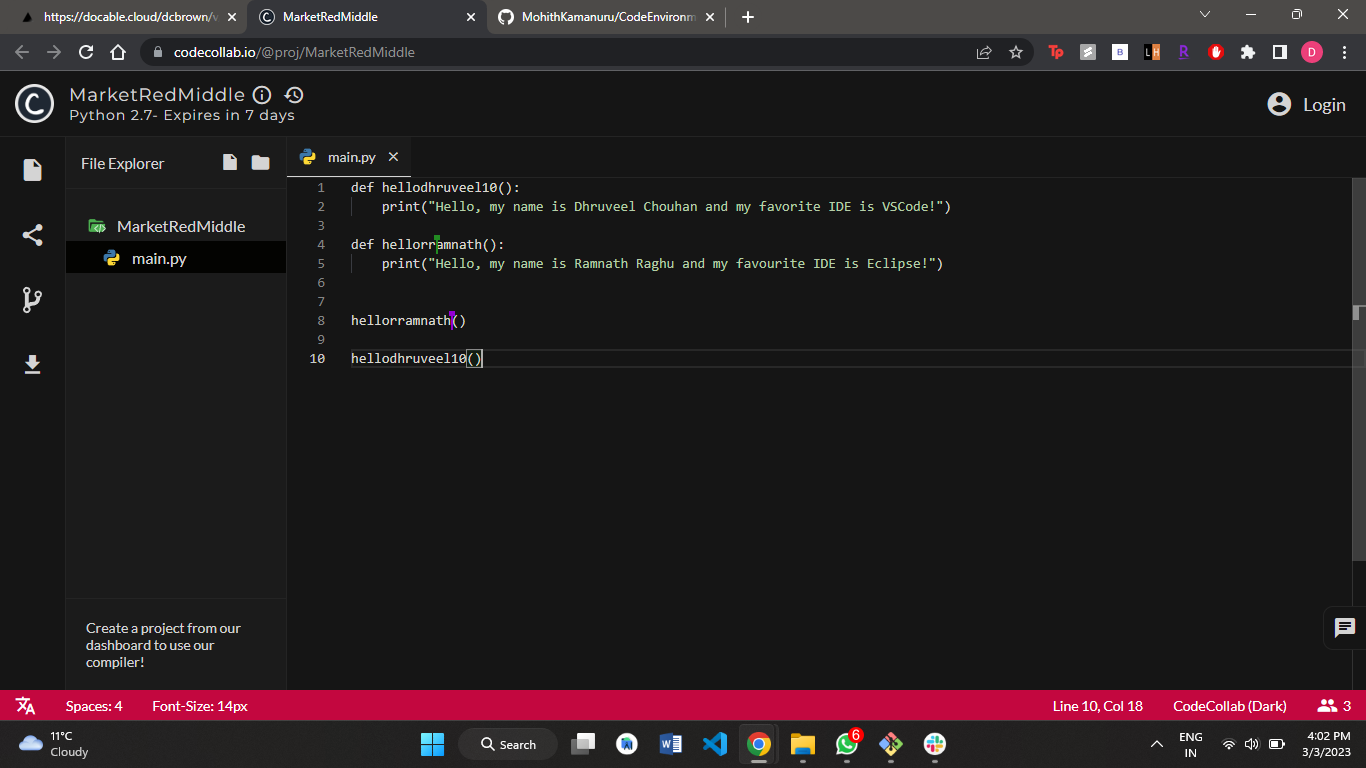 https://docable.cloud/dcbrown/v
MarketRedMiddle
MohithKamanuru/CodeEnvironm
codecollab.io/@proj/MarketRedMiddle
D
MarketRedMiddle
Python 2.7- Expires in 7 days
Login
File Explorer
main.py
MarketRedMiddle
main.py
1 def hellodhruveel10():
2 print("Hello, my name is Dhruveel Chouhan and my favorite IDE is VSCode!")
3
4 def hellorramnath():
5 print("Hello, my name is Ramnath Raghu and my favourite IDE is Eclipse!")
6
7
8 hellorramnath()
9
10 hellodhruveel10()
Create a project from our
dashboard to use our
compiler!
Spaces: 4 Font-Size: 14px Line 10, Col 18 CodeCollab (Dark) 3
11°C
Cloudy
Search
6
ENG
IN
4:02 PM
3/3/2023